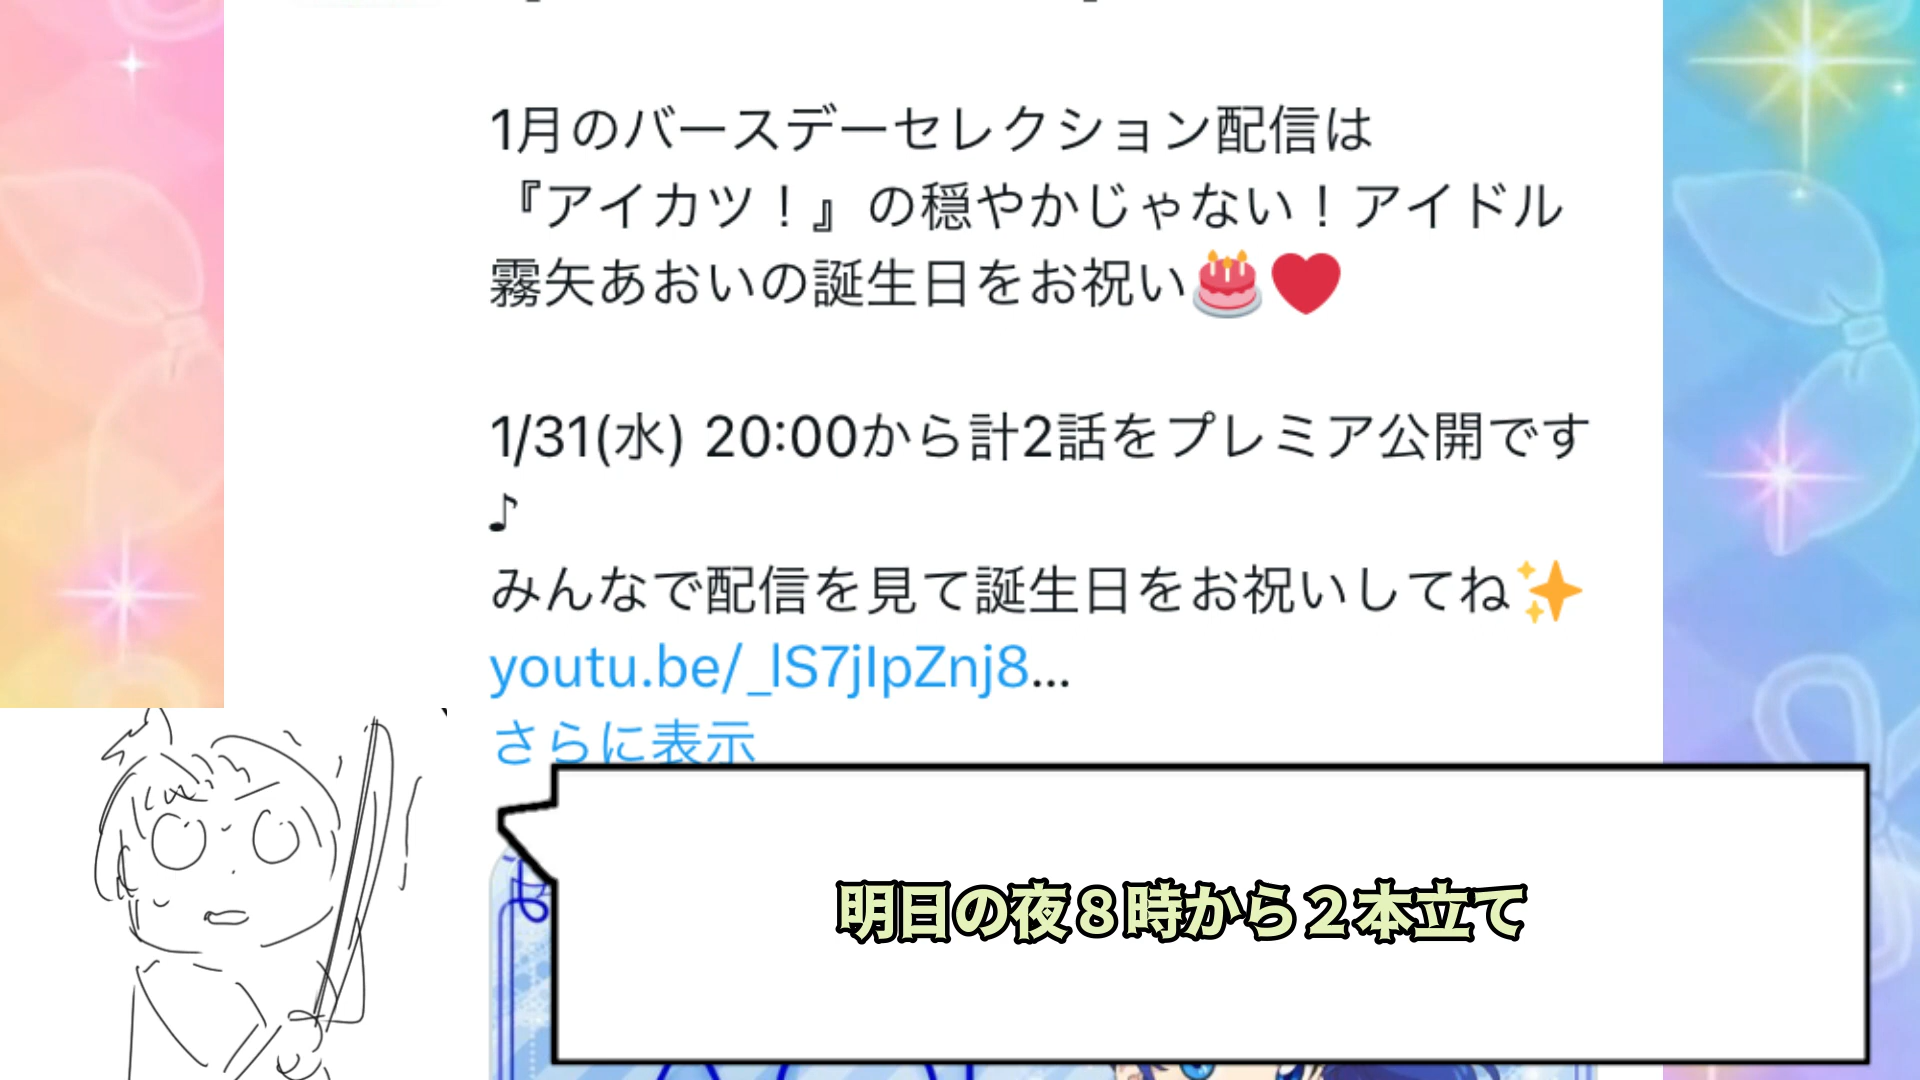 1月のバースデーセレクション配信は
『アイカツ！』の穏やかじゃない！アイドル
霧矢あおいの誕生日をお祝い🎂❤️
1/31(水) 20:00から計2話をプレミア公開です
♪
みんなで配信を見て誕生日をお祝いしてね✨
youtu.be/_lS7jIpZnj8...
さらに表示
明日の夜８時から２本立て